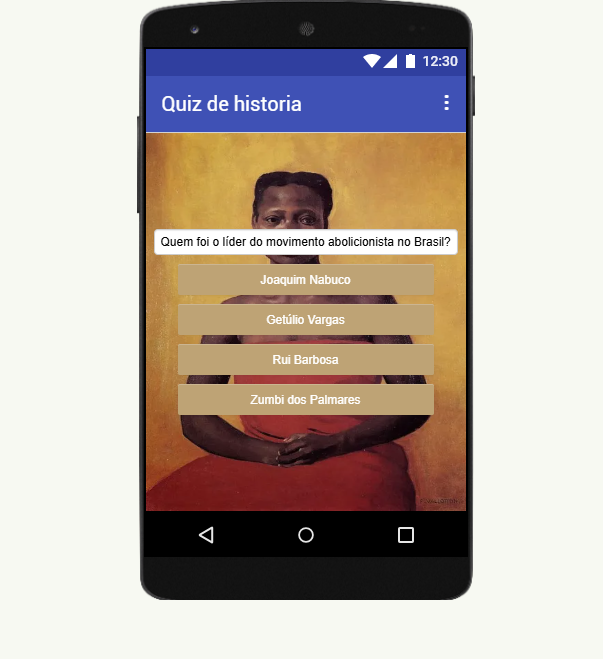 12:30
Quiz de historia
Quem foi o líder do movimento abolicionista no Brasil?
Joaquim Nabuco
Getúlio Vargas
Rui Barbosa
Zumbi dos Palmares